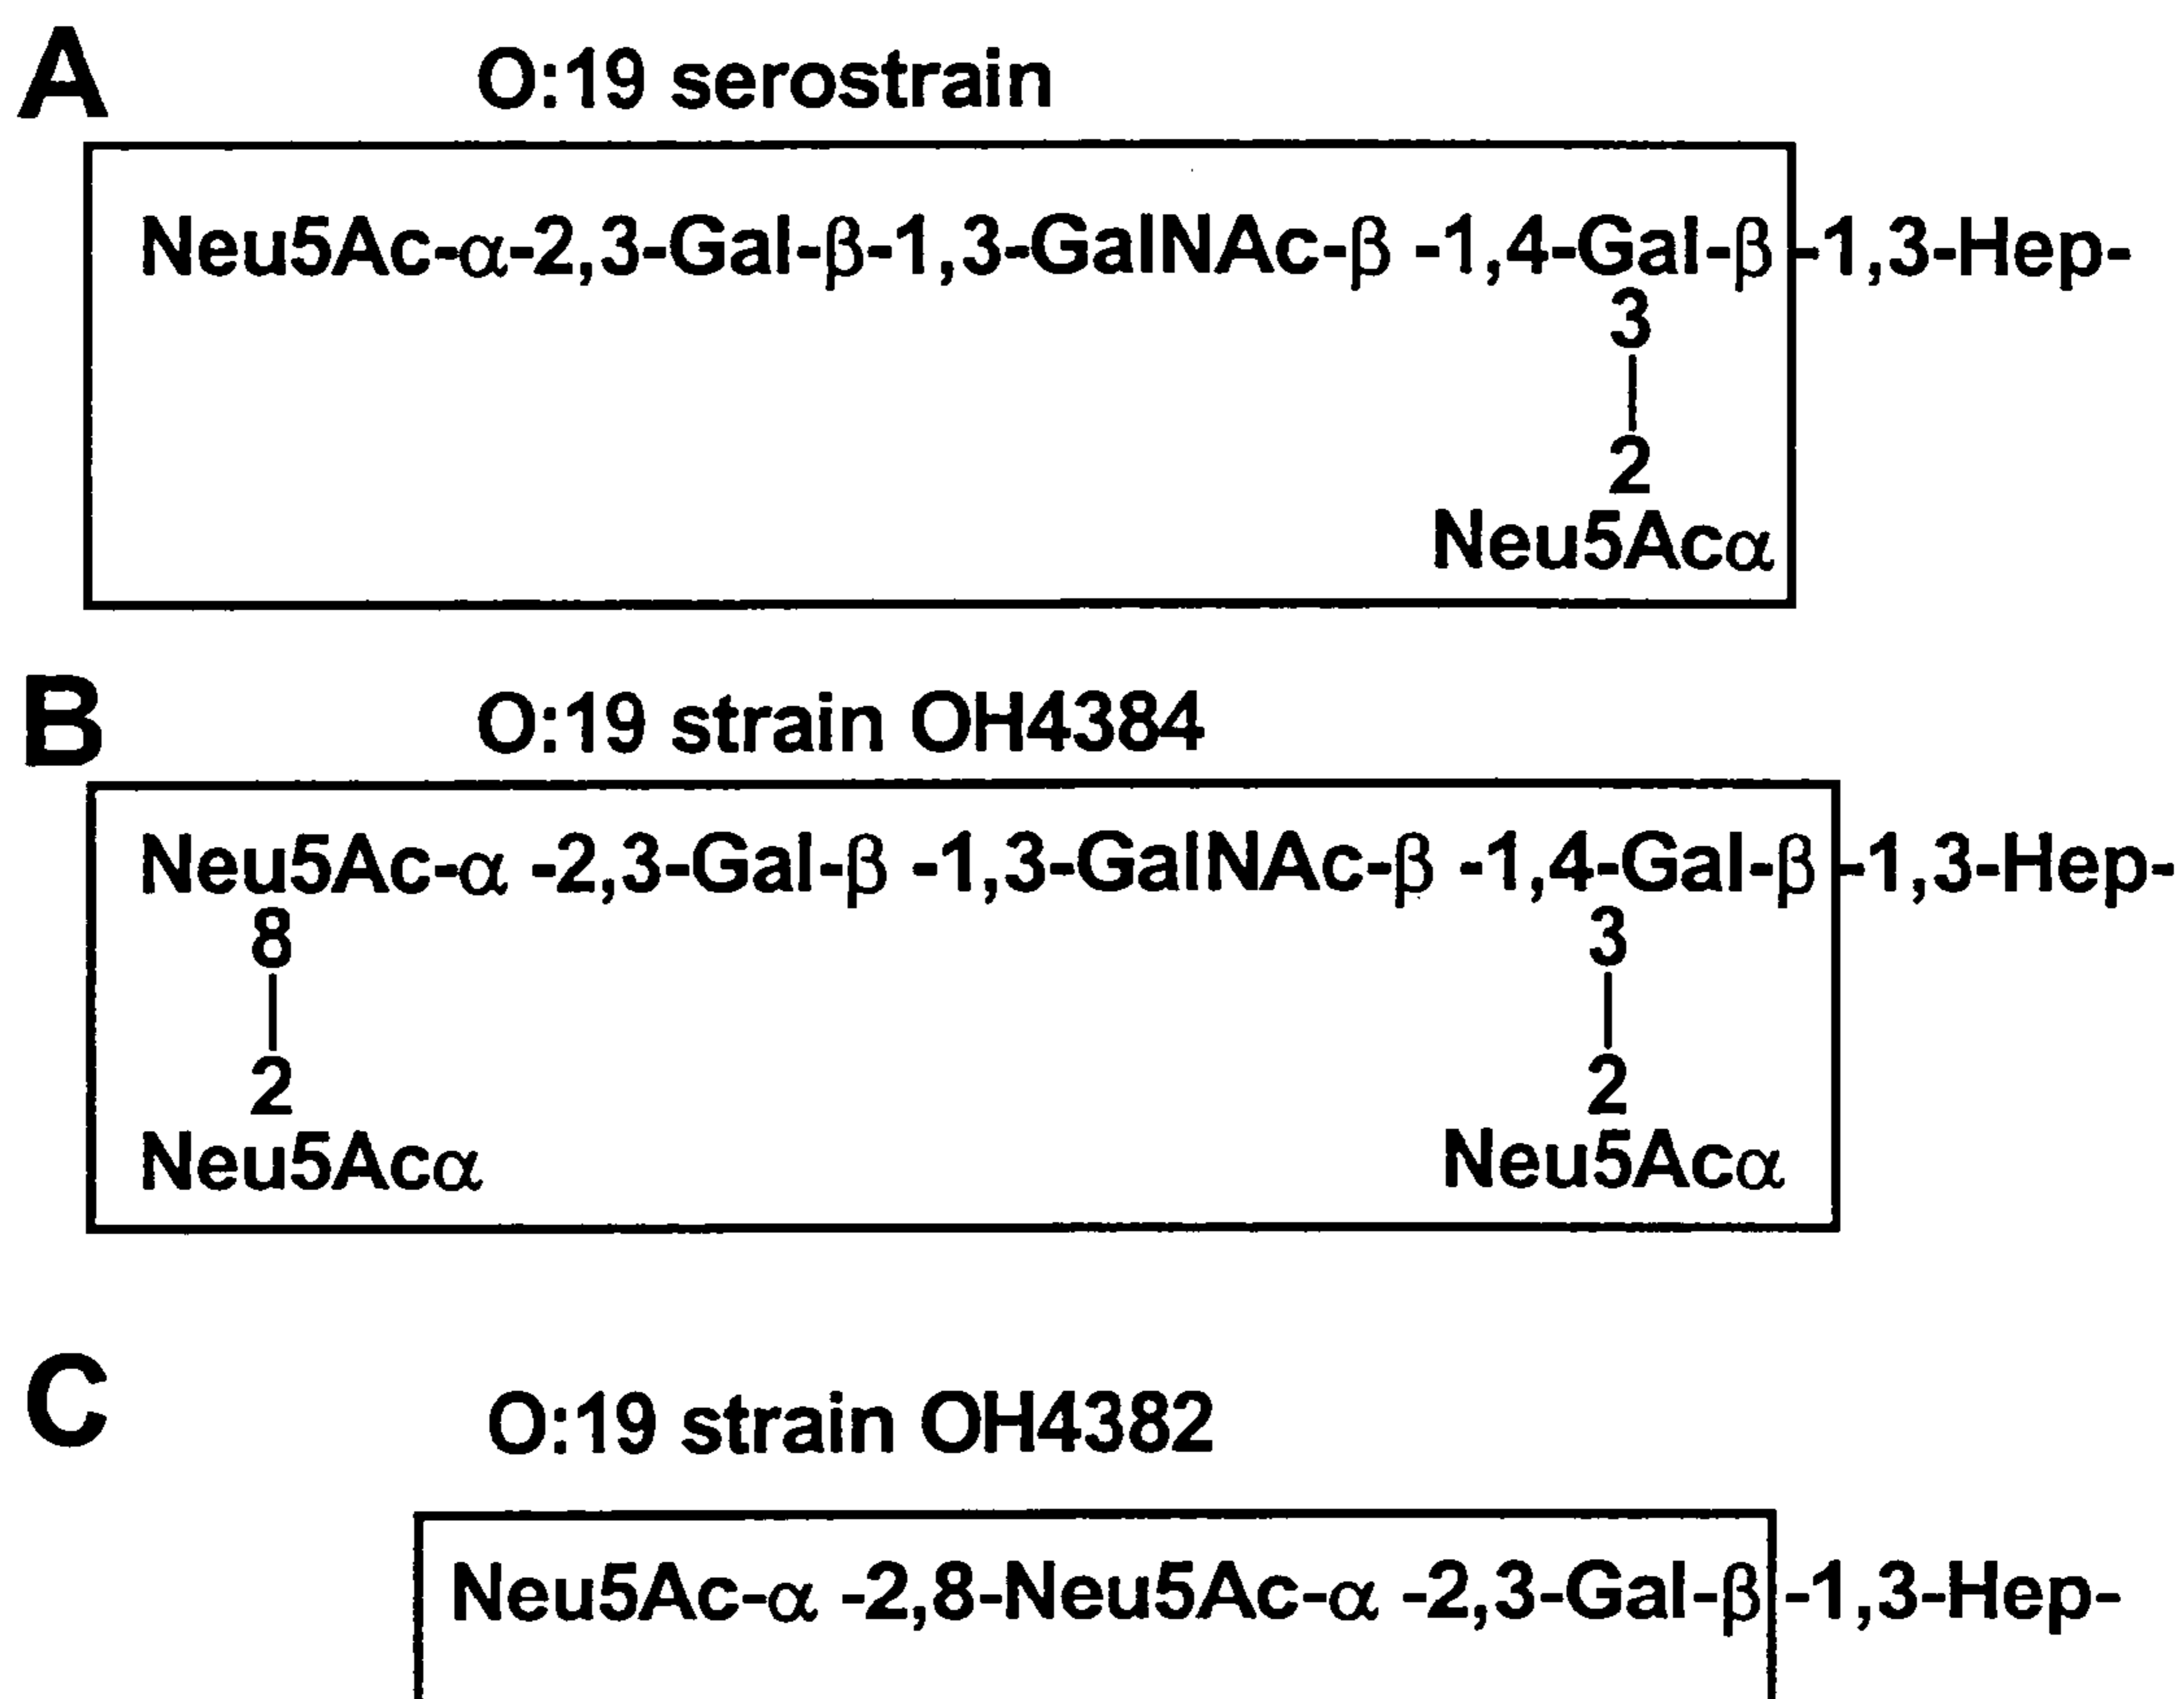 A
O:19 serostrain
Neu5Ac-α-2,3-Gal-β-1,3-GalNAc-β -1,4-Gal-β-1,3-Hep-
3
2
Neu5Acα
B
O:19 strain OH4384
Neu5Ac-α -2,3-Gal-β -1,3-GalNAc-β -1,4-Gal-β-1,3-Hep-
8 3
2 2
Neu5Acα Neu5Acα
C
O:19 strain OH4382
Neu5Ac-α -2,8-Neu5Ac-α -2,3-Gal-β -1,3-Hep-